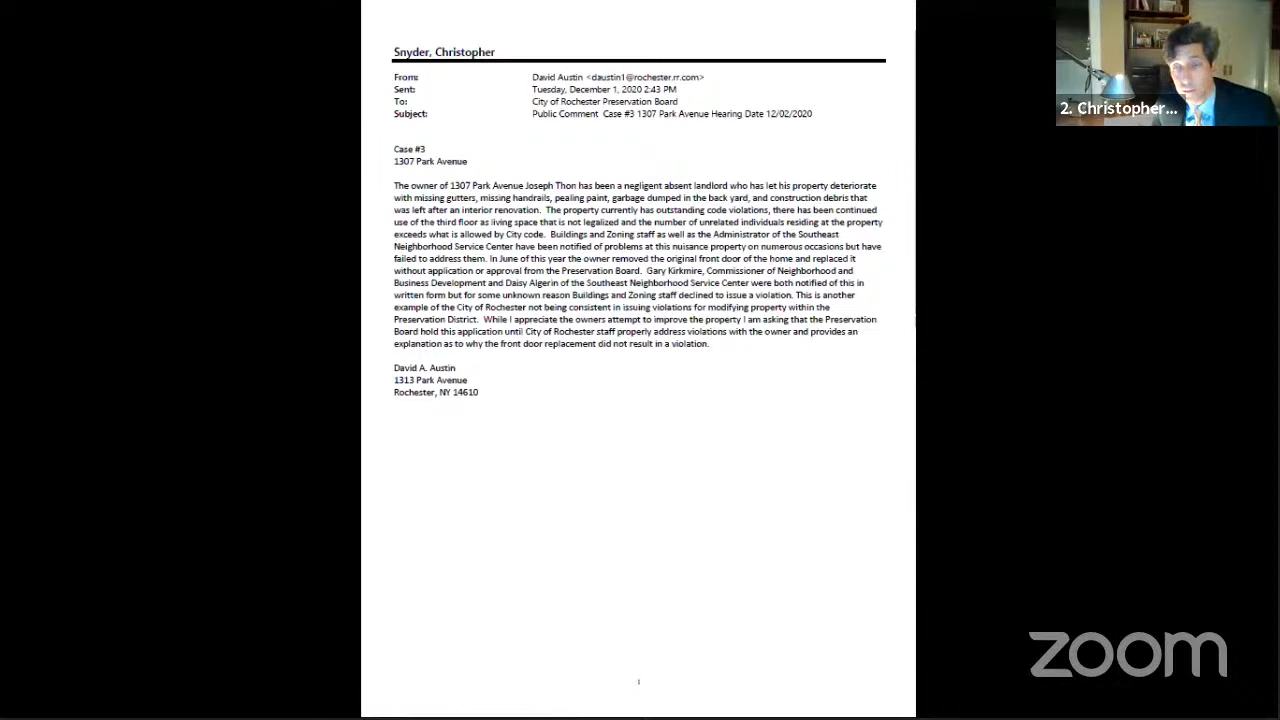 Snyder, Christopher
From: David Austin <daustin1@rochester.rr.com>
Sent: Tuesday, December 1, 2020 2:43 PM
To: City of Rochester Preservation Board
Subject: Public Comment Case #3 1307 Park Avenue Hearing Date 12/02/2020
Case #3
1307 Park Avenue
The owner of 1307 Park Avenue Joseph Thon has been a negligent absent landlord who has let his property deteriorate
with missing gutters, missing handrails, pealing paint, garbage dumped in the back yard, and construction debris that
was left after an interior renovation. The property currently has outstanding code violations, there has been continued
use of the third floor as living space that is not legalized and the number of unrelated individuals residing at the property
exceeds what is allowed by City code. Buildings and Zoning staff as well as the Administrator of the Southeast
Neighborhood Service Center have been notified of problems at this nuisance property on numerous occasions but have
failed to address them. In June of this year the owner removed the original front door of the home and replaced it
without application or approval from the Preservation Board. Gary Kirkmire, Commissioner of Neighborhood and
Business Development and Daisy Algerin of the Southeast Neighborhood Service Center were both notified of this in
written form but for some unknown reason Buildings and Zoning staff declined to issue a violation. This is another
example of the City of Rochester not being consistent in issuing violations for modifying property within the
Preservation District. While I appreciate the owners attempt to improve the property I am asking that the Preservation
Board hold this application until City of Rochester staff properly address violations with the owner and provides an
explanation as to why the front door replacement did not result in a violation.
David A. Austin
1313 Park Avenue
Rochester, NY 14610
1
2. Christopher...
zoom